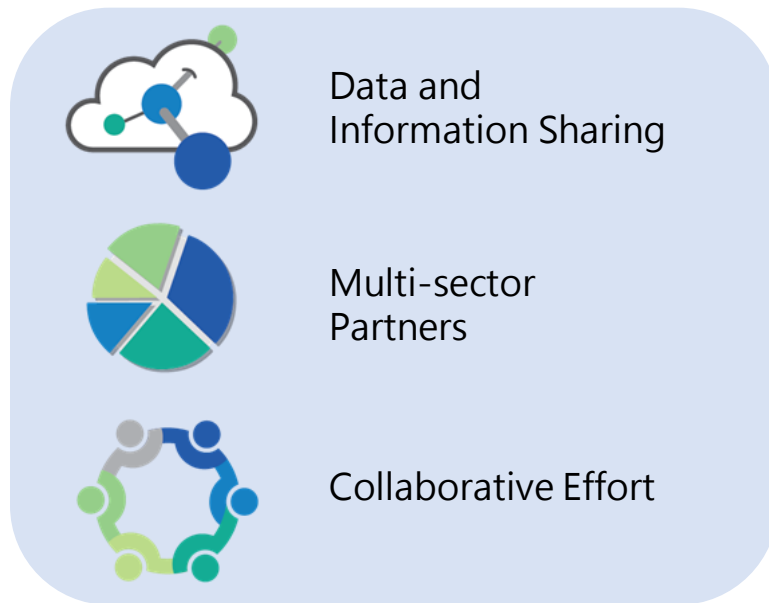 Data and
Information Sharing
Multi-sector
Partners
Collaborative Effort